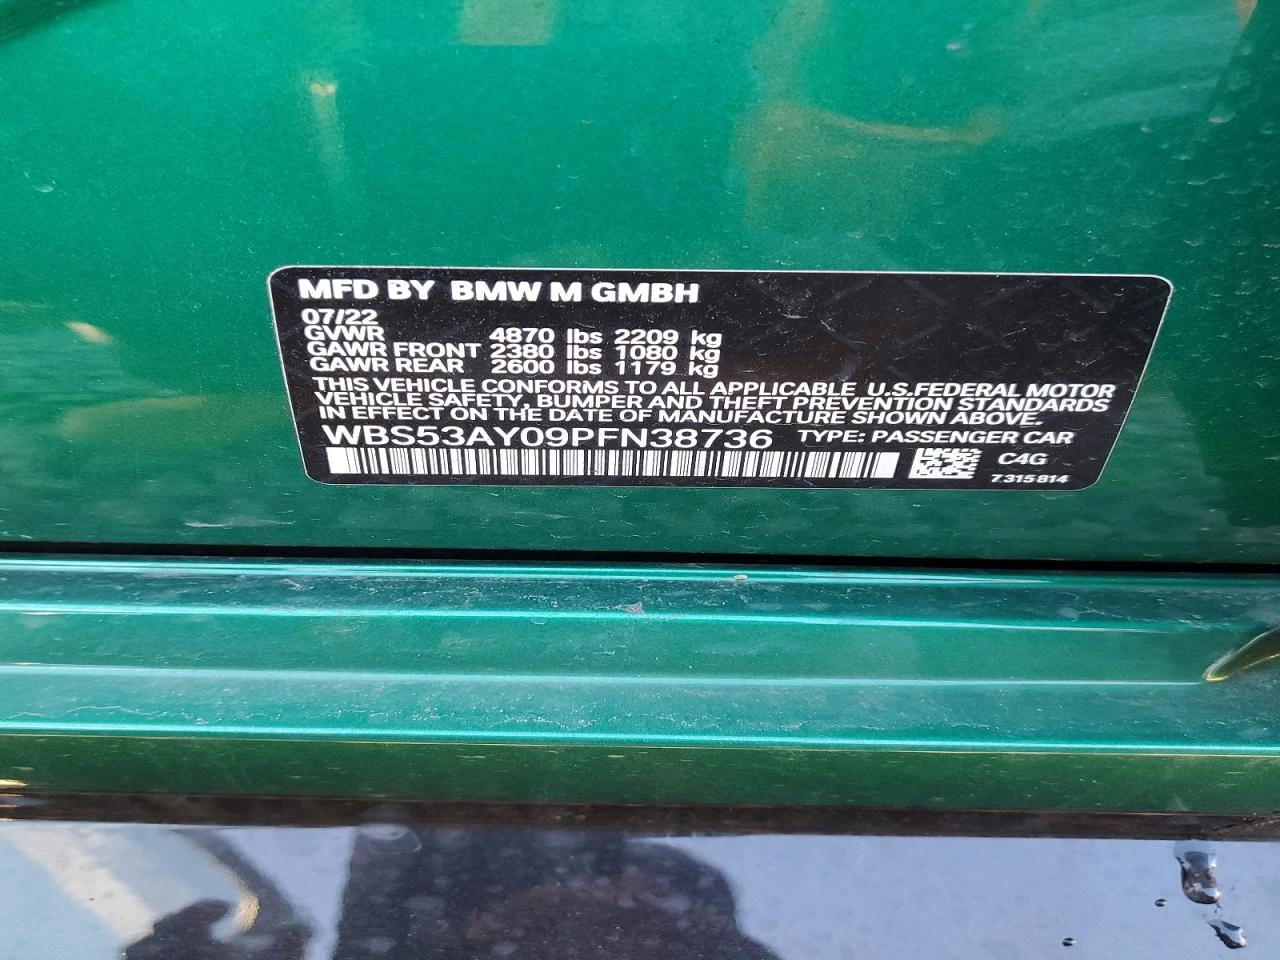 MFD BY BMW M GMBH
07/22
GVWR 4870 lbs 2209 kg
GAWR FRONT 2380 lbs 1080 kg
GAWR REAR 2600 lbs 1179 kg
THIS VEHICLE CONFORMS TO ALL APPLICABLE U.S.FEDERAL MOTOR
VEHICLE SAFETY, BUMPER AND THEFT PREVENTION STANDARDS
IN EFFECT ON THE DATE OF MANUFACTURE SHOWN ABOVE.
WBS53AY09PFN38736 TYPE: PASSENGER CAR
C4G
7 315 814